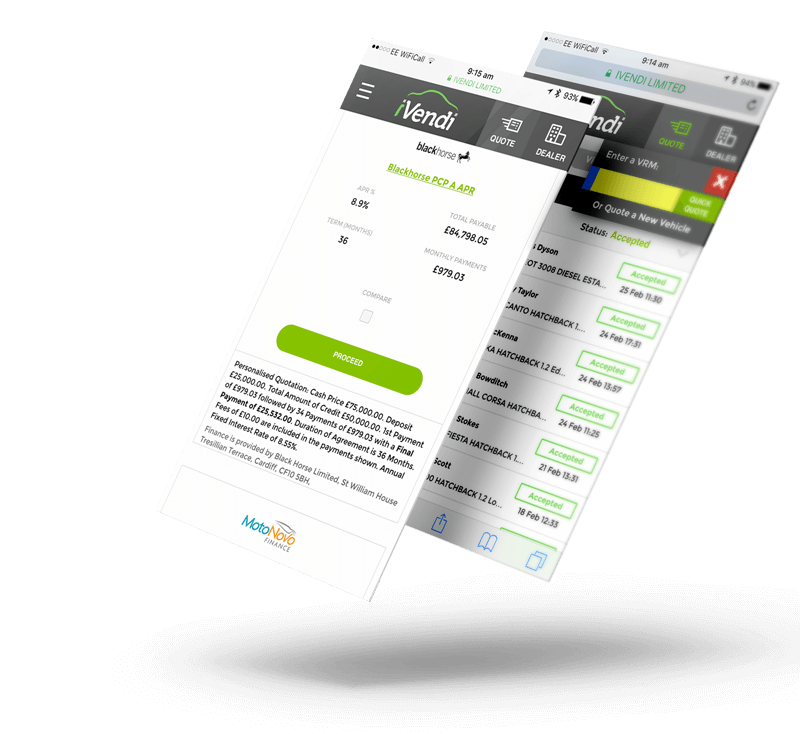 EE WiFiCall
9:15 am
93%
IVENDI LIMITED
iVendi
QUOTE
DEALER
blackhorse
Blackhorse PCP A APR
APR %
8.9%
TOTAL PAYABLE
£84,798.05
TERM (MONTHS)
36
MONTHLY PAYMENTS
£979.03
COMPARE
PROCEED
Personalised Quotation: Cash Price £75,000.00. Deposit
£25,000.00. Total Amount of Credit £50,000.00. 1st Payment
of £979.03 followed by 34 Payments of £979.03 with a Final
Payment of £25,532.00. Duration of Agreement is 36 Months.
Fees of £10.00 are included in the payments shown. Annual
Fixed Interest Rate of 8.55%.
Finance is provided by Black Horse Limited, St William House
Tresillian Terrace, Cardiff, CF10 5BH.
MotoNovo
FINANCE
EE WiFiCall
9:14 am
94%
IVENDI LIMITED
endi
QUOTE
DEALER
Enter a VRM:
QUICK
QUOTE
Or Quote a New Vehicle
Status: Accepted
s Dyson
OT 3008 DIESEL ESTA...
Accepted
25 Feb 11:30
y Taylor
CANTO HATCHBACK 1....
Accepted
24 Feb 17:31
cKenna
KA HATCHBACK 1.2 Ed...
Accepted
24 Feb 13:57
Bowditch
ALL CORSA HATCHBA...
Accepted
24 Feb 11:25
Stokes
FIESTA HATCHBACK 1....
Accepted
21 Feb 13:31
Scott
00 HATCHBACK 1.2 Lo...
Accepted
18 Feb 12:33